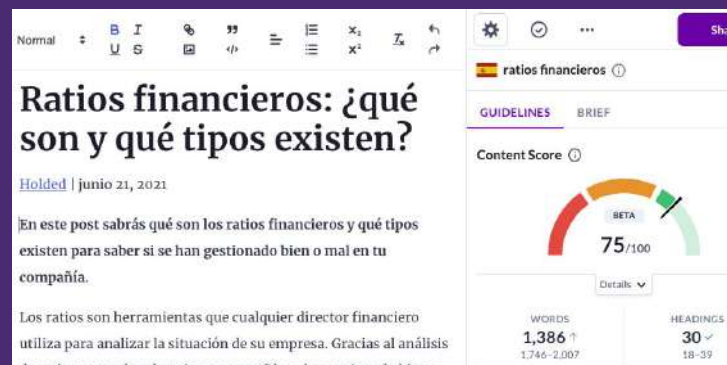 Normal
B I U S
Ratios financieros: ¿qué
son y qué tipos existen?
Holded | junio 21, 2021
En este post sabrás qué son los ratios financieros y qué tipos
existen para saber si se han gestionado bien o mal en tu
compañía.
Los ratios son herramientas que cualquier director financiero
utiliza para analizar la situación de su empresa. Gracias al análisis
Sha
ratios financieros
GUIDELINES BRIEF
Content Score
BETA
75/100
Details
WORDS
1,386 ↑
1,746–2,007
HEADINGS
30 ✓
18–39